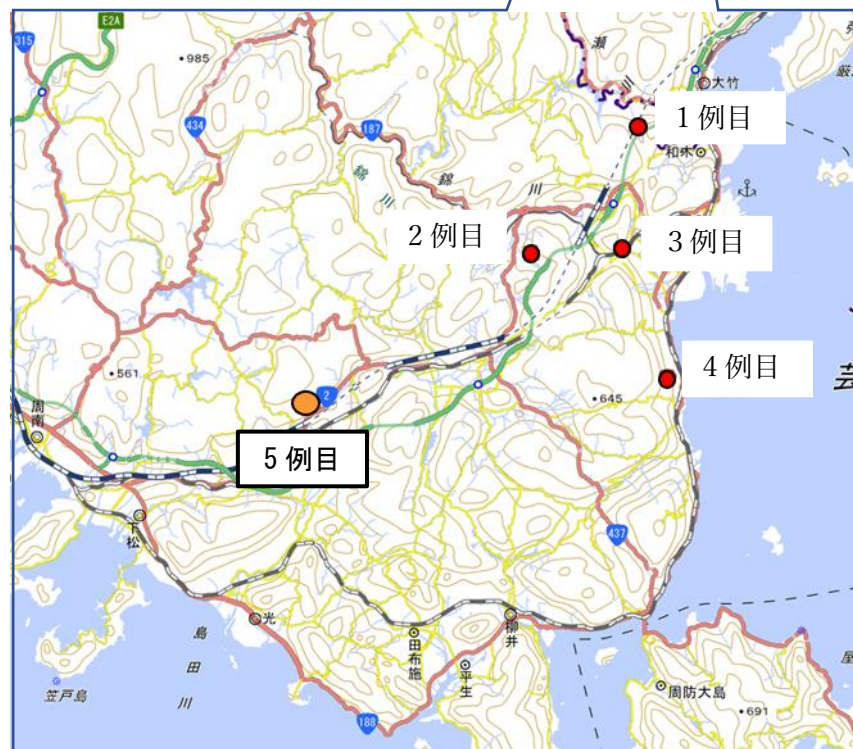 E2A
315
・985
434
187
瀬
川
大竹
厳
1例目
和木
錦
川
錦
川
2例目
3例目
4例目
芸
・645
・561
周南
2
5例目
下松
437
光
島
田
川
田布施
柳井
平生
笠戸島
188
周防大島
・691
屋